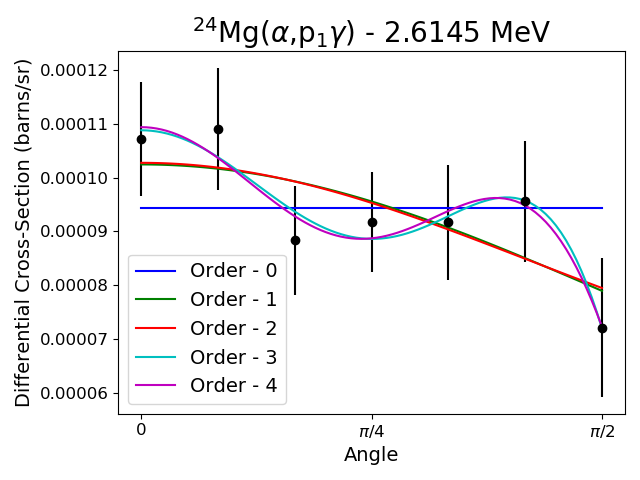 ²⁴Mg(α,p₁γ) - 2.6145 MeV
Differential Cross-Section (barns/sr)
0.00012
0.00011
0.00010
0.00009
0.00008
0.00007
0.00006
Order - 0
Order - 1
Order - 2
Order - 3
Order - 4
0
π/4
π/2
Angle